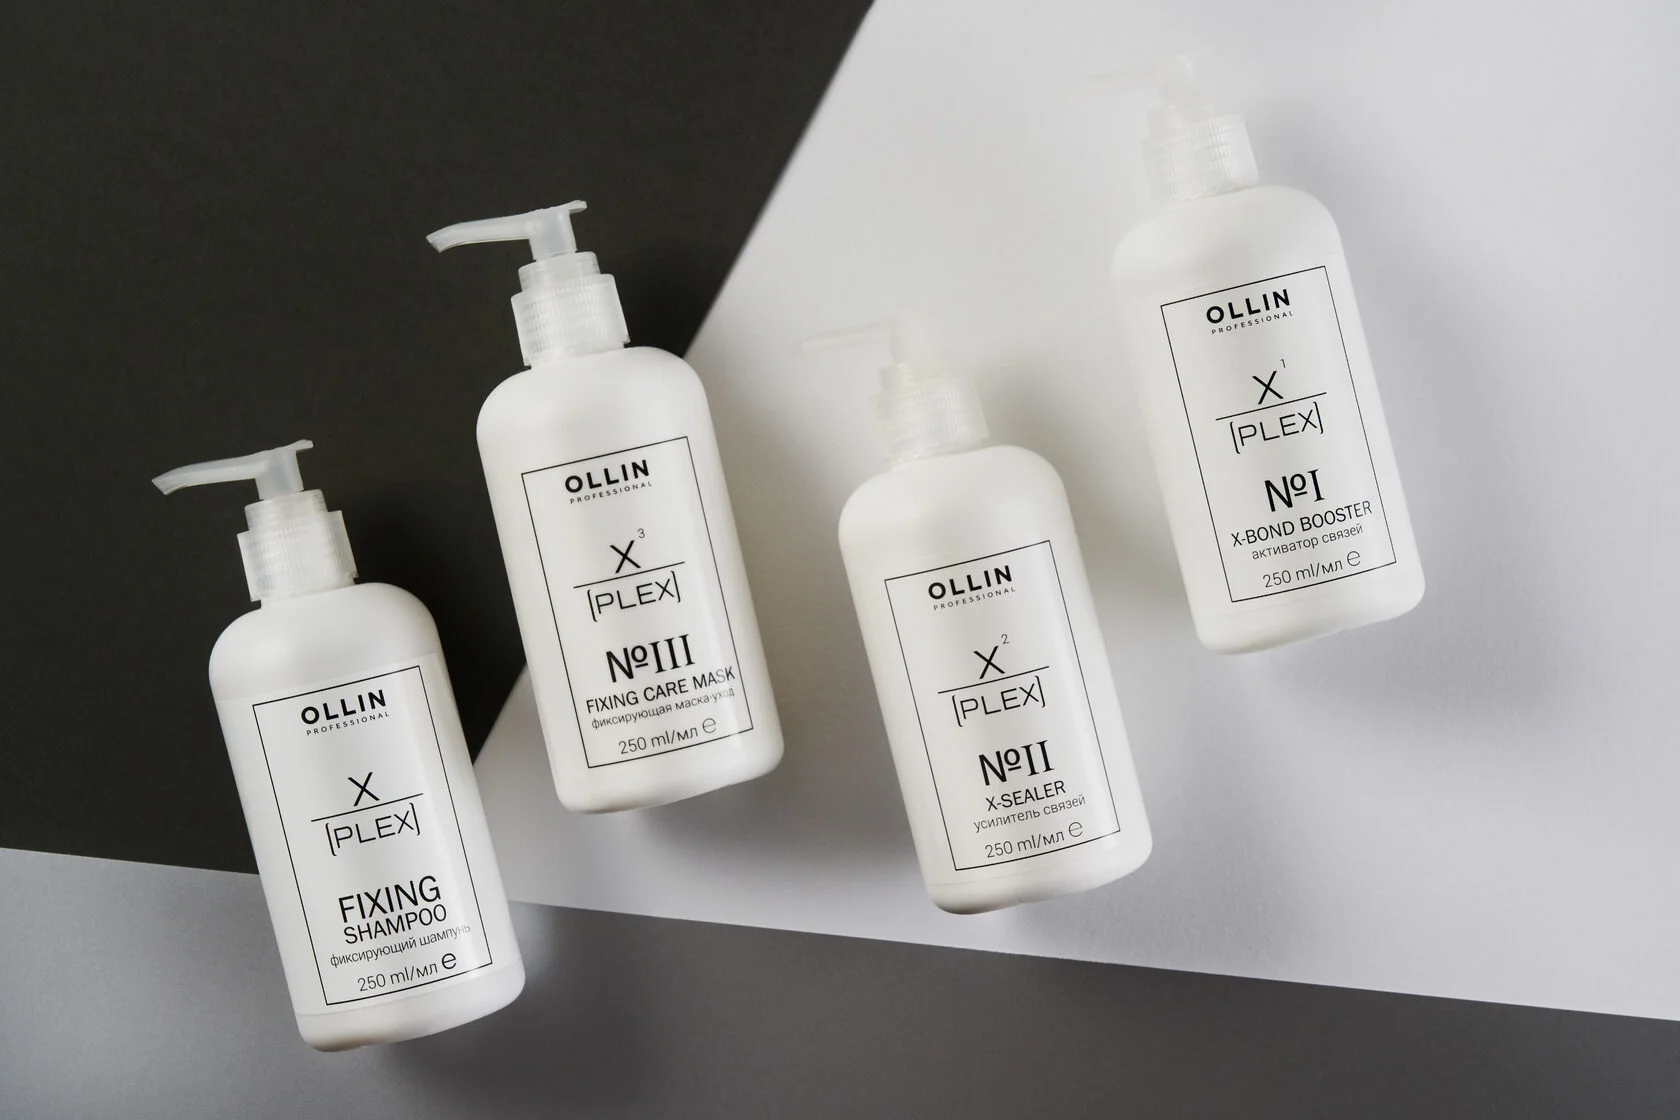 OLLIN
PROFESSIONAL
X
[PLEX]
FIXING
SHAMPOO
фиксирующий шампунь
250 ml/мл ℮
OLLIN
PROFESSIONAL
X³
[PLEX]
№III
FIXING CARE MASK
фиксирующая маска-уход
250 ml/мл ℮
OLLIN
PROFESSIONAL
X²
[PLEX]
№II
X-SEALER
усилитель связей
250 ml/мл ℮
OLLIN
PROFESSIONAL
X¹
[PLEX]
№I
X-BOND BOOSTER
активатор связей
250 ml/мл ℮